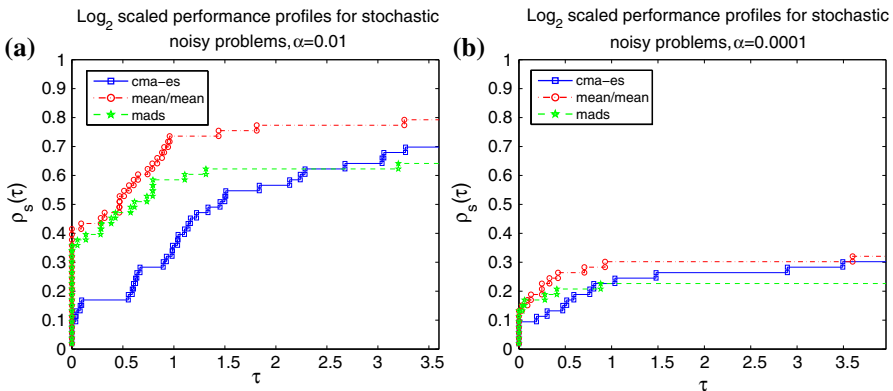 Log2 scaled performance profiles for stochastic
noisy problems, α=0.01
(a)
1
0.9
0.8
0.7
0.6
0.5
0.4
0.3
0.2
0.1
0
ρs(τ)
cma−es
mean/mean
mads
0 0.5 1 1.5 2 2.5 3 3.5
τ
Log2 scaled performance profiles for stochastic
noisy problems, α=0.0001
(b)
1
0.9
0.8
0.7
0.6
0.5
0.4
0.3
0.2
0.1
0
ρs(τ)
cma−es
mean/mean
mads
0 0.5 1 1.5 2 2.5 3 3.5
τ